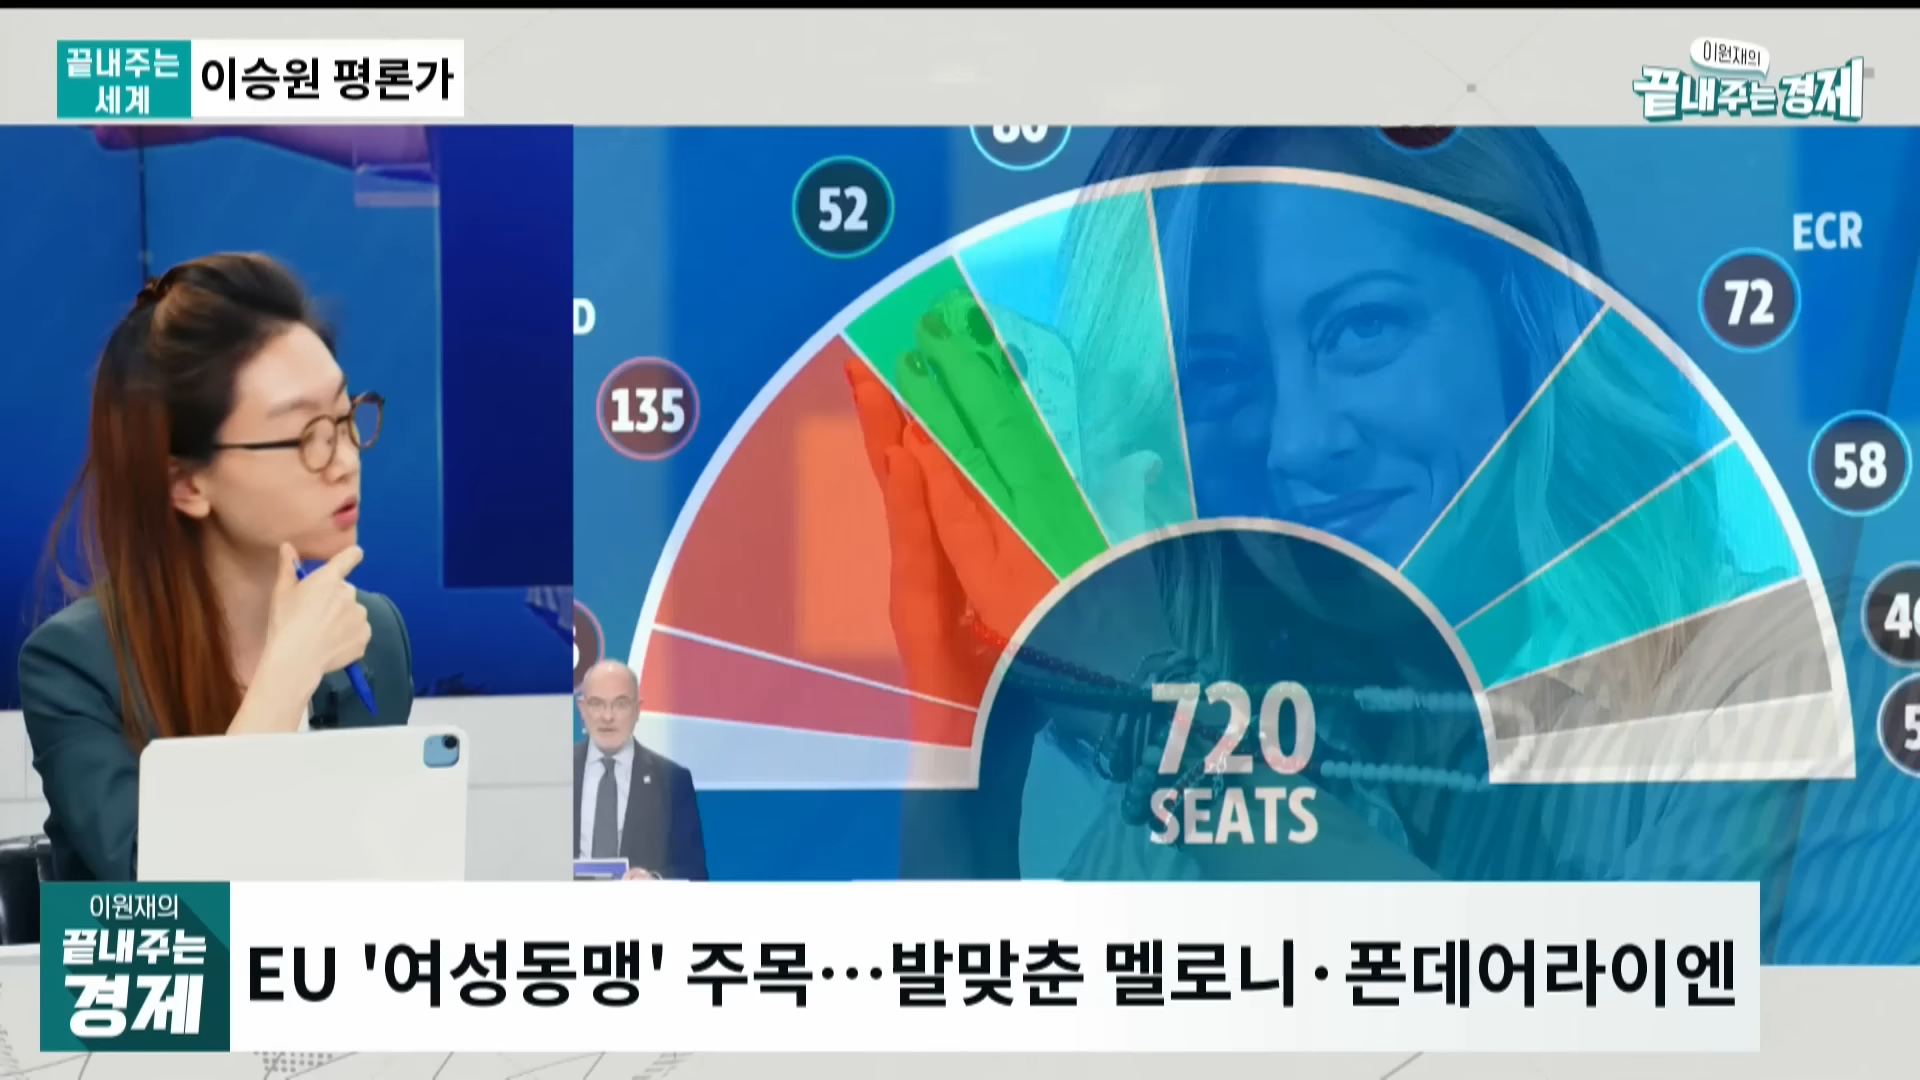 끝내주는
세계
이승원 평론가
이원재의
끝내주는 경제
52
ECR
72
D
135
58
720
SEATS
이원재의
끝내주는
경제
EU '여성동맹' 주목…발맞춘 멜로니·폰데어라이엔